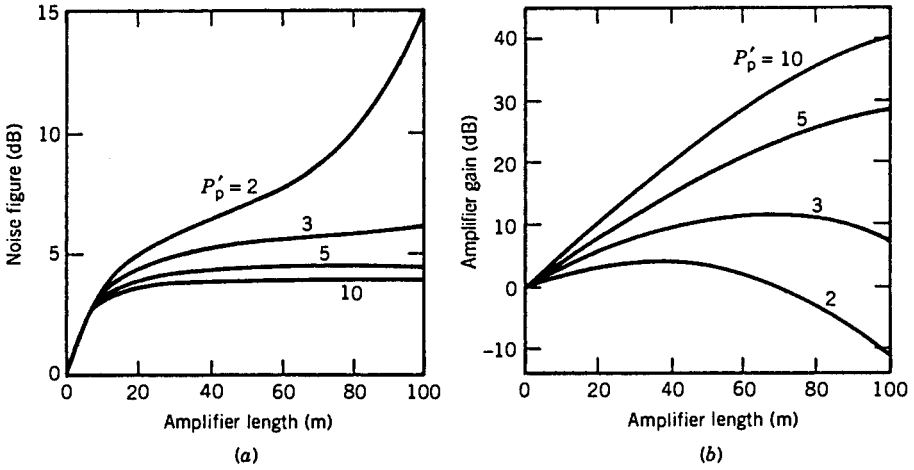 15
10
5
0
Noise figure (dB)
P'p = 2
3
5
10
0 20 40 60 80 100
Amplifier length (m)
(a)
40
30
20
10
0
-10
Amplifier gain (dB)
P'p = 10
5
3
2
0 20 40 60 80 100
Amplifier length (m)
(b)